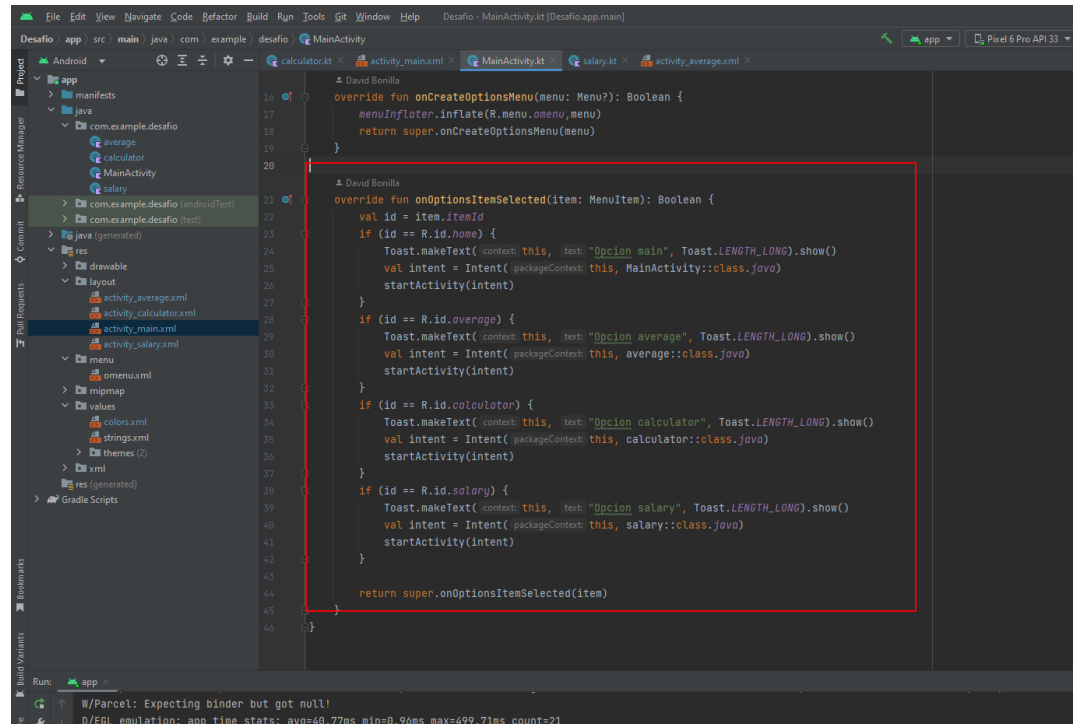 File Edit View Navigate Code Refactor Build Run Tools Git Window Help Desafio - MainActivity.kt [Desafio.app.main]
Desafio app src main java com example desafio MainActivity app Pixel 6 Pro API 33
Project
Resource Manager
Commit
Pull Requests
Bookmarks
Build Variants
Android
app
manifests
java
com.example.desafio
average
calculator
MainActivity
salary
com.example.desafio (androidTest)
com.example.desafio (test)
java (generated)
res
drawable
layout
activity_average.xml
activity_calculator.xml
activity_main.xml
activity_salary.xml
menu
omenu.xml
mipmap
values
colors.xml
strings.xml
themes (2)
xml
res (generated)
Gradle Scripts
calculator.kt activity_main.xml MainActivity.kt salary.kt activity_average.xml
David Bonilla
16 override fun onCreateOptionsMenu(menu: Menu?): Boolean {
17 menuInflater.inflate(R.menu.omenu,menu)
18 return super.onCreateOptionsMenu(menu)
19 }
20
David Bonilla
21 override fun onOptionsItemSelected(item: MenuItem): Boolean {
22 val id = item.itemId
23 if (id == R.id.home) {
24 Toast.makeText( context: this, text: "Opcion main", Toast.LENGTH_LONG).show()
25 val intent = Intent( packageContext: this, MainActivity::class.java)
26 startActivity(intent)
27 }
28 if (id == R.id.average) {
29 Toast.makeText( context: this, text: "Opcion average", Toast.LENGTH_LONG).show()
30 val intent = Intent( packageContext: this, average::class.java)
31 startActivity(intent)
32 }
33 if (id == R.id.calculator) {
34 Toast.makeText( context: this, text: "Opcion calculator", Toast.LENGTH_LONG).show()
35 val intent = Intent( packageContext: this, calculator::class.java)
36 startActivity(intent)
37 }
38 if (id == R.id.salary) {
39 Toast.makeText( context: this, text: "Opcion salary", Toast.LENGTH_LONG).show()
40 val intent = Intent( packageContext: this, salary::class.java)
41 startActivity(intent)
42 }
43
44 return super.onOptionsItemSelected(item)
45 }
46 }
Run: app
W/Parcel: Expecting binder but got null!
D/EGL_emulation: app_time_stats: avg=40.77ms min=0.96ms max=499.71ms count=21